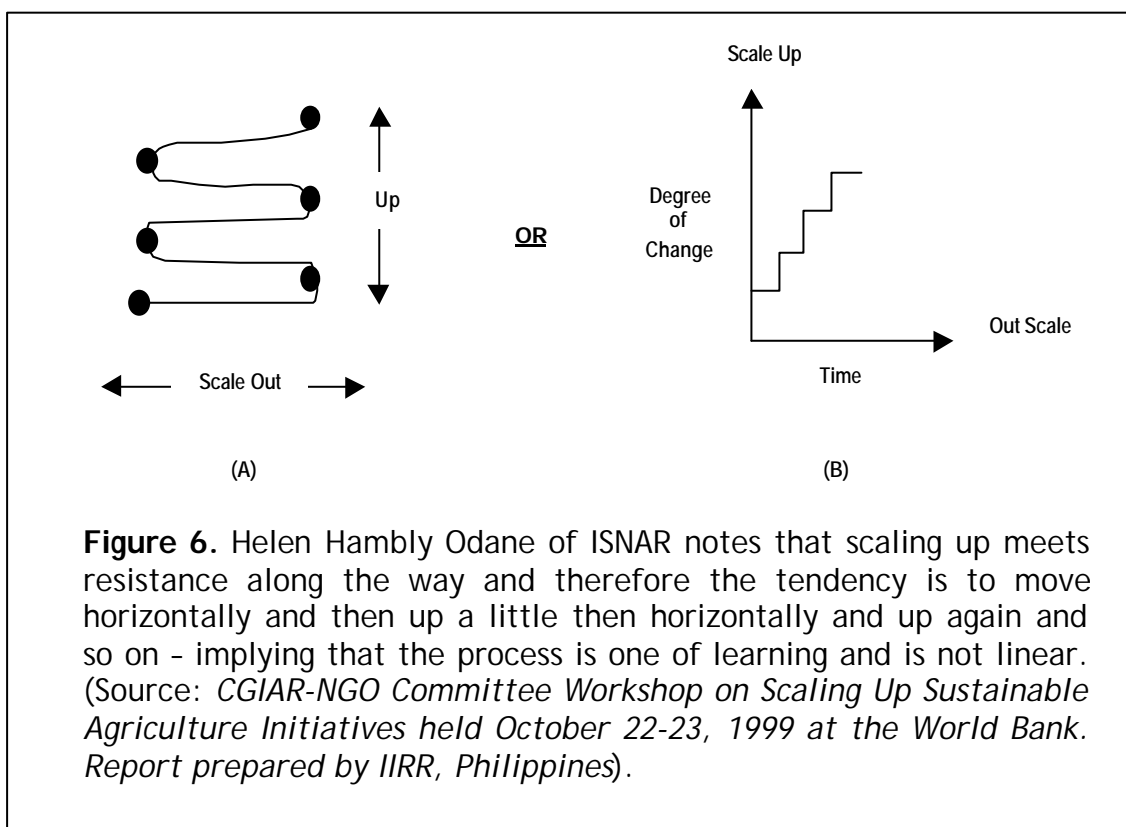 Scale Up
Up
OR
Degree
of
Change
Out Scale
Scale Out
Time
(A)
(B)
Figure 6. Helen Hambly Odane of ISNAR notes that scaling up meets
resistance along the way and therefore the tendency is to move
horizontally and then up a little then horizontally and up again and
so on – implying that the process is one of learning and is not linear.
(Source: CGIAR-NGO Committee Workshop on Scaling Up Sustainable
Agriculture Initiatives held October 22-23, 1999 at the World Bank.
Report prepared by IIRR, Philippines).